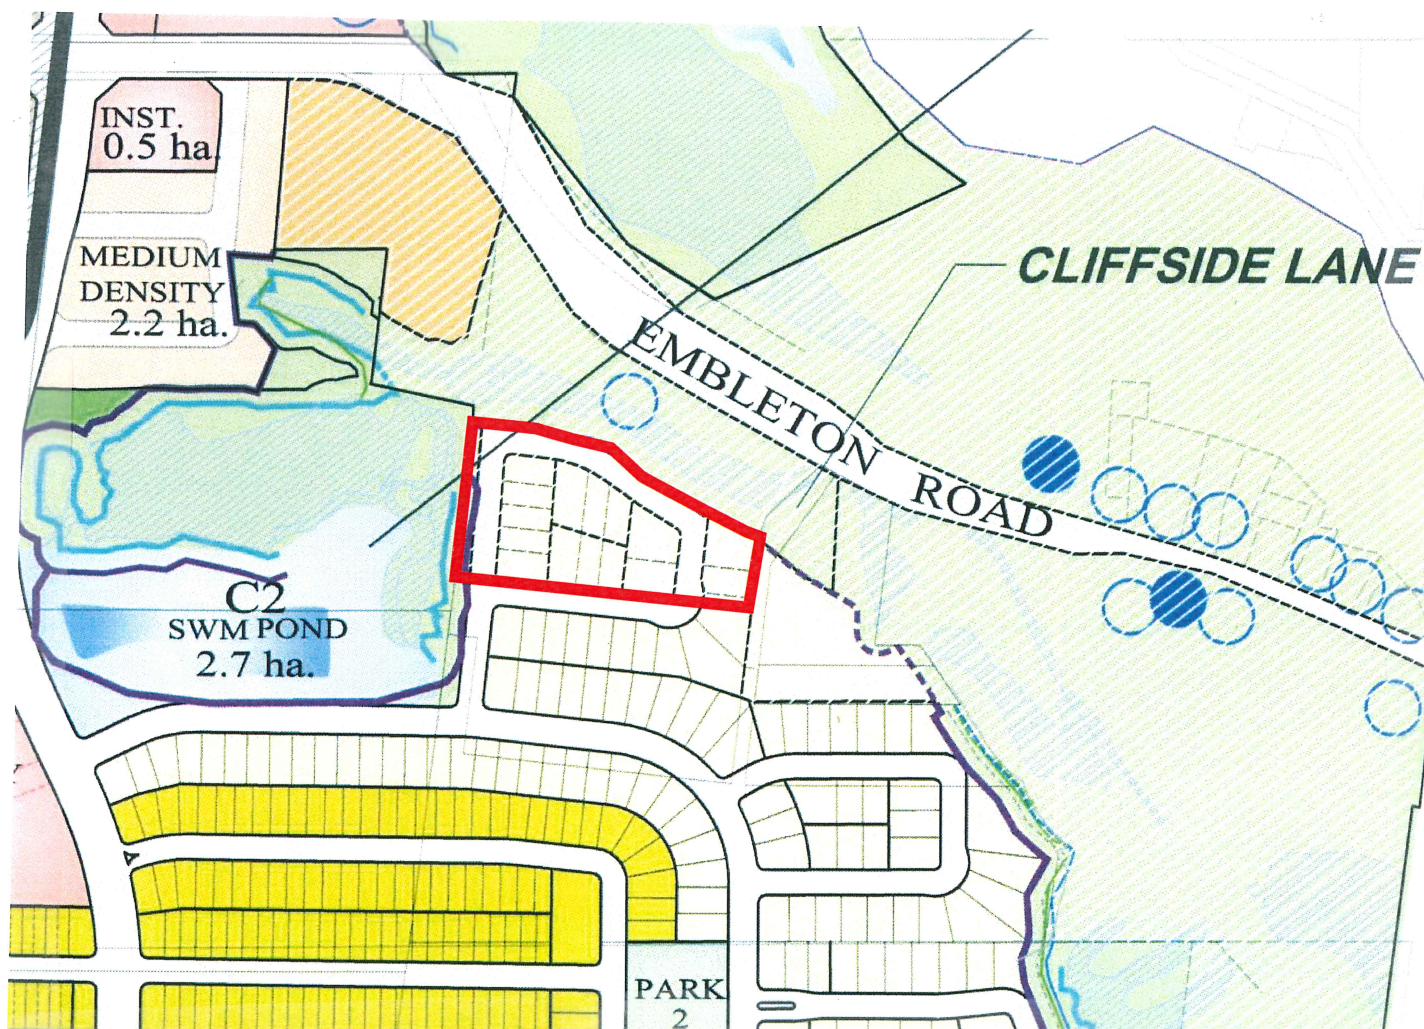 INST.
0.5 ha.
MEDIUM
DENSITY
2.2 ha.
CLIFFSIDE LANE
EMBLETON ROAD
C2
SWM POND
2.7 ha.
PARK
2